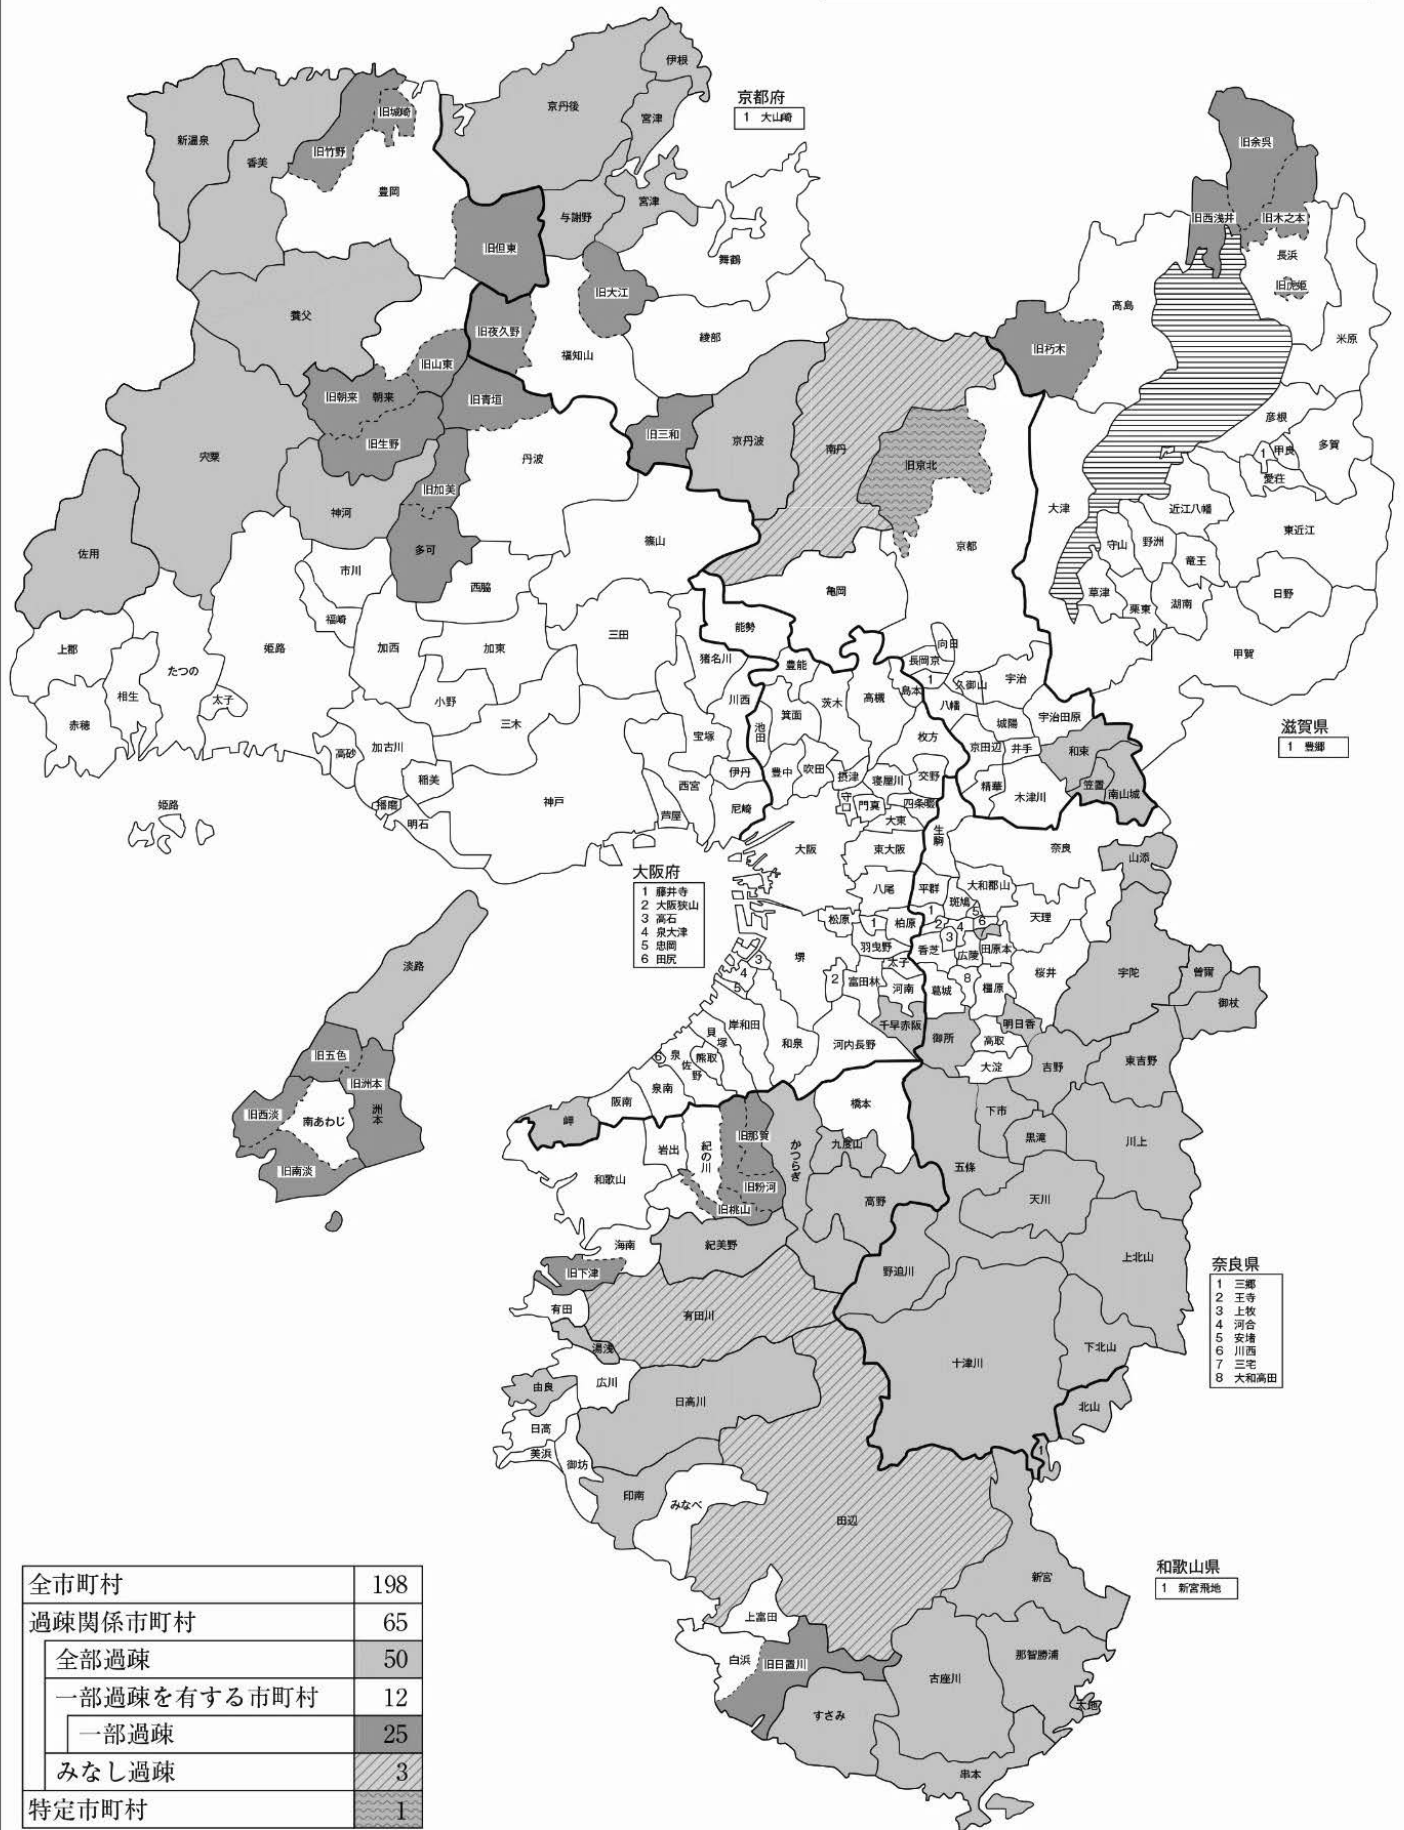 伊根
京丹後
京都府
1 大山崎
旧城崎
宮津
新温泉
旧竹野
香美
旧余呉
豊岡
宮津
与謝野
旧西浅井
旧木之本
旧但東
舞鶴
長浜
旧虎姫
旧大江
高島
養父
旧夜久野
綾部
米原
福知山
旧朽木
旧山東
旧朝来
朝来
旧青垣
彦根
旧生野
旧三和
京丹波
南丹
多賀
甲良
1
宍粟
丹波
旧京北
愛荘
旧加美
神河
大津
近江八幡
東近江
佐用
多可
篠山
京都
守山
野洲
市川
竜王
西脇
亀岡
草津
日野
湖南
栗東
福崎
能勢
三田
上郡
姫路
加西
加東
向日
甲賀
猪名川
長岡京
豊能
たつの
1
宇治
久御山
相生
太子
小野
川西
茨木
高槻
島本
八幡
赤穂
三木
池田
箕面
宇治田原
城陽
滋賀県
1 豊郷
高砂
加古川
宝塚
枚方
京田辺
井手
和束
稲美
伊丹
豊中
吹田
摂津
寝屋川
交野
西宮
精華
笠置
南山城
木津川
姫路
播磨
神戸
芦屋
尼崎
守口
門真
四条畷
明石
大東
生駒
大阪
東大阪
奈良
山添
大阪府
1 藤井寺
2 大阪狭山
3 高石
4 泉大津
5 忠岡
6 田尻
八尾
平群
大和郡山
斑鳩
松原
1
柏原
1
5
天理
2
4
6
3
7
羽曳野
香芝
広陵
田原本
淡路
堺
3
太子
4
2
富田林
河南
葛城
8
橿原
桜井
宇陀
曽爾
5
御杖
岸和田
千早赤阪
御所
明日香
貝塚
和泉
河内長野
高取
旧五色
6
泉佐野
熊取
大淀
吉野
東吉野
旧洲本
泉南
阪南
橋本
旧西淡
南あわじ
洲本
岬
下市
旧那賀
黒滝
岩出
紀の川
かつらぎ
九度山
川上
旧南淡
五條
和歌山
旧粉河
高野
天川
旧桃山
海南
紀美野
上北山
奈良県
1 三郷
2 王寺
3 上牧
4 河合
5 安堵
6 川西
7 三宅
8 大和高田
旧下津
野迫川
有田
有田川
湯浅
下北山
十津川
由良
広川
日高川
北山
日高
美浜
1
御坊
印南
みなべ
田辺
和歌山県
1 新宮飛地
新宮
上富田
白浜
旧日置川
那智勝浦
古座川
太地
すさみ
串本
全市町村 198
過疎関係市町村 65
全部過疎 50
一部過疎を有する市町村 12
一部過疎 25
みなし過疎 3
特定市町村 1